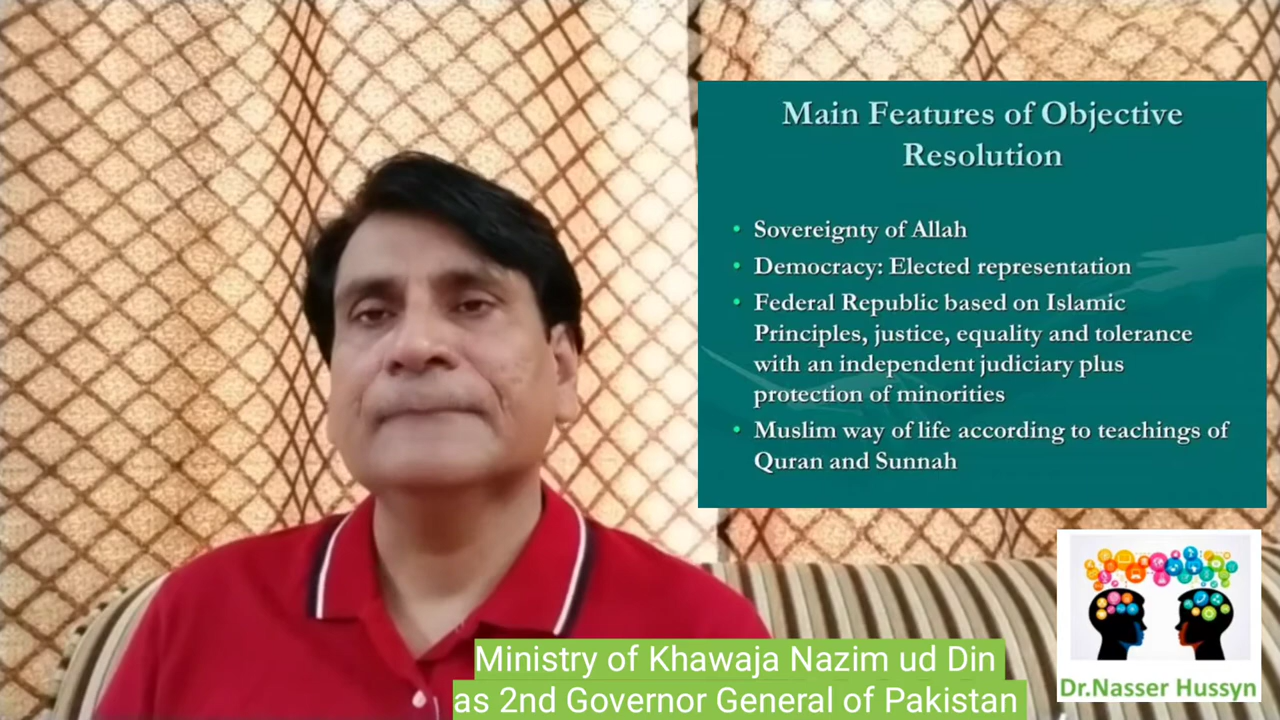 Main Features of Objective
Resolution
• Sovereignty of Allah
• Democracy: Elected representation
• Federal Republic based on Islamic
Principles, justice, equality and tolerance
with an independent judiciary plus
protection of minorities
• Muslim way of life according to teachings of
Quran and Sunnah
Ministry of Khawaja Nazim ud Din
as 2nd Governor General of Pakistan
Dr.Nasser Hussyn